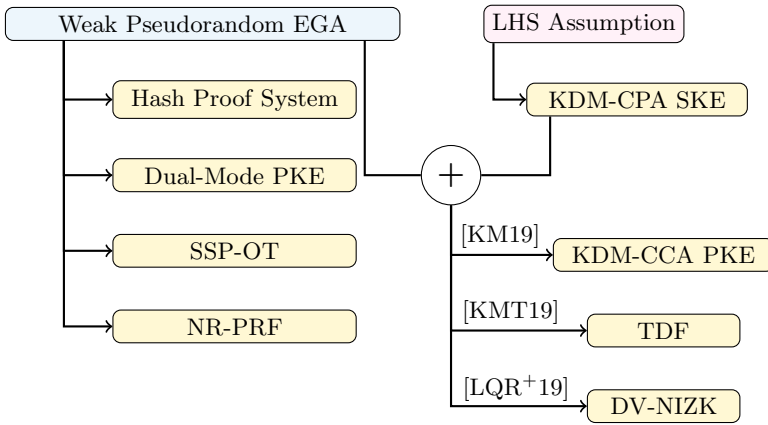 Weak Pseudorandom EGA
LHS Assumption
Hash Proof System
KDM-CPA SKE
Dual-Mode PKE
+
SSP-OT
[KM19]
KDM-CCA PKE
NR-PRF
[KMT19]
TDF
[LQR+19]
DV-NIZK